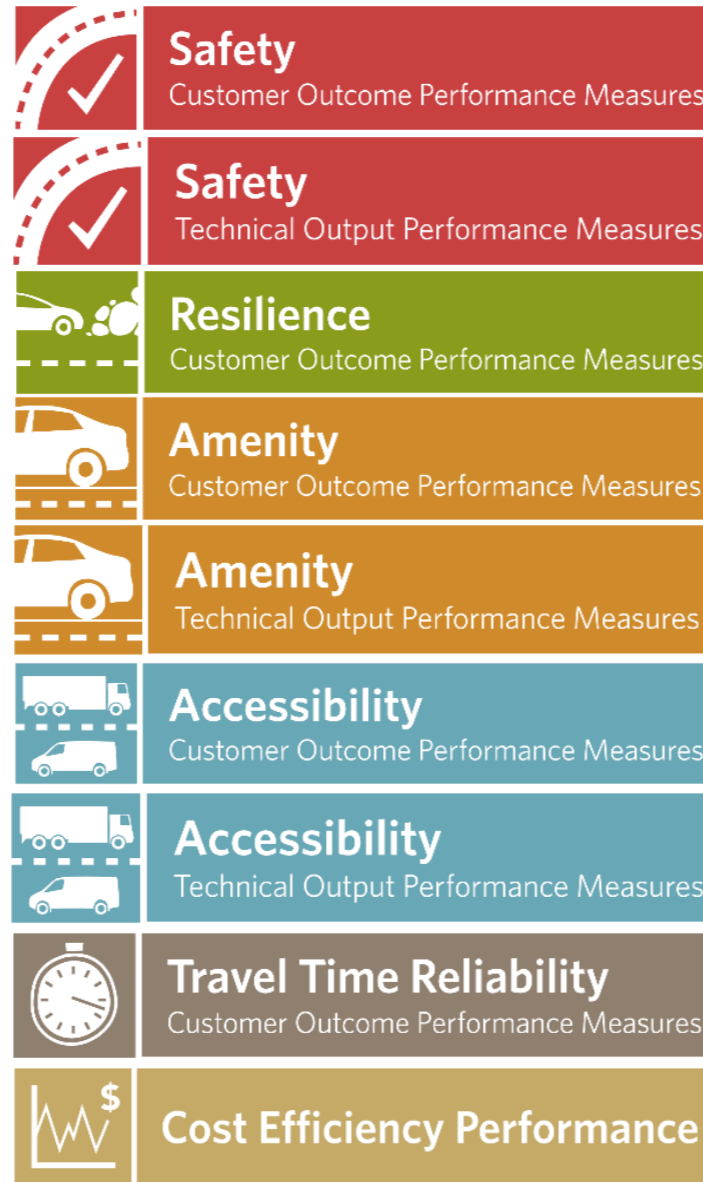 Safety
Customer Outcome Performance Measures
Safety
Technical Output Performance Measures
Resilience
Customer Outcome Performance Measures
Amenity
Customer Outcome Performance Measures
Amenity
Technical Output Performance Measures
Accessibility
Customer Outcome Performance Measures
Accessibility
Technical Output Performance Measures
Travel Time Reliability
Customer Outcome Performance Measures
$
Cost Efficiency Performance